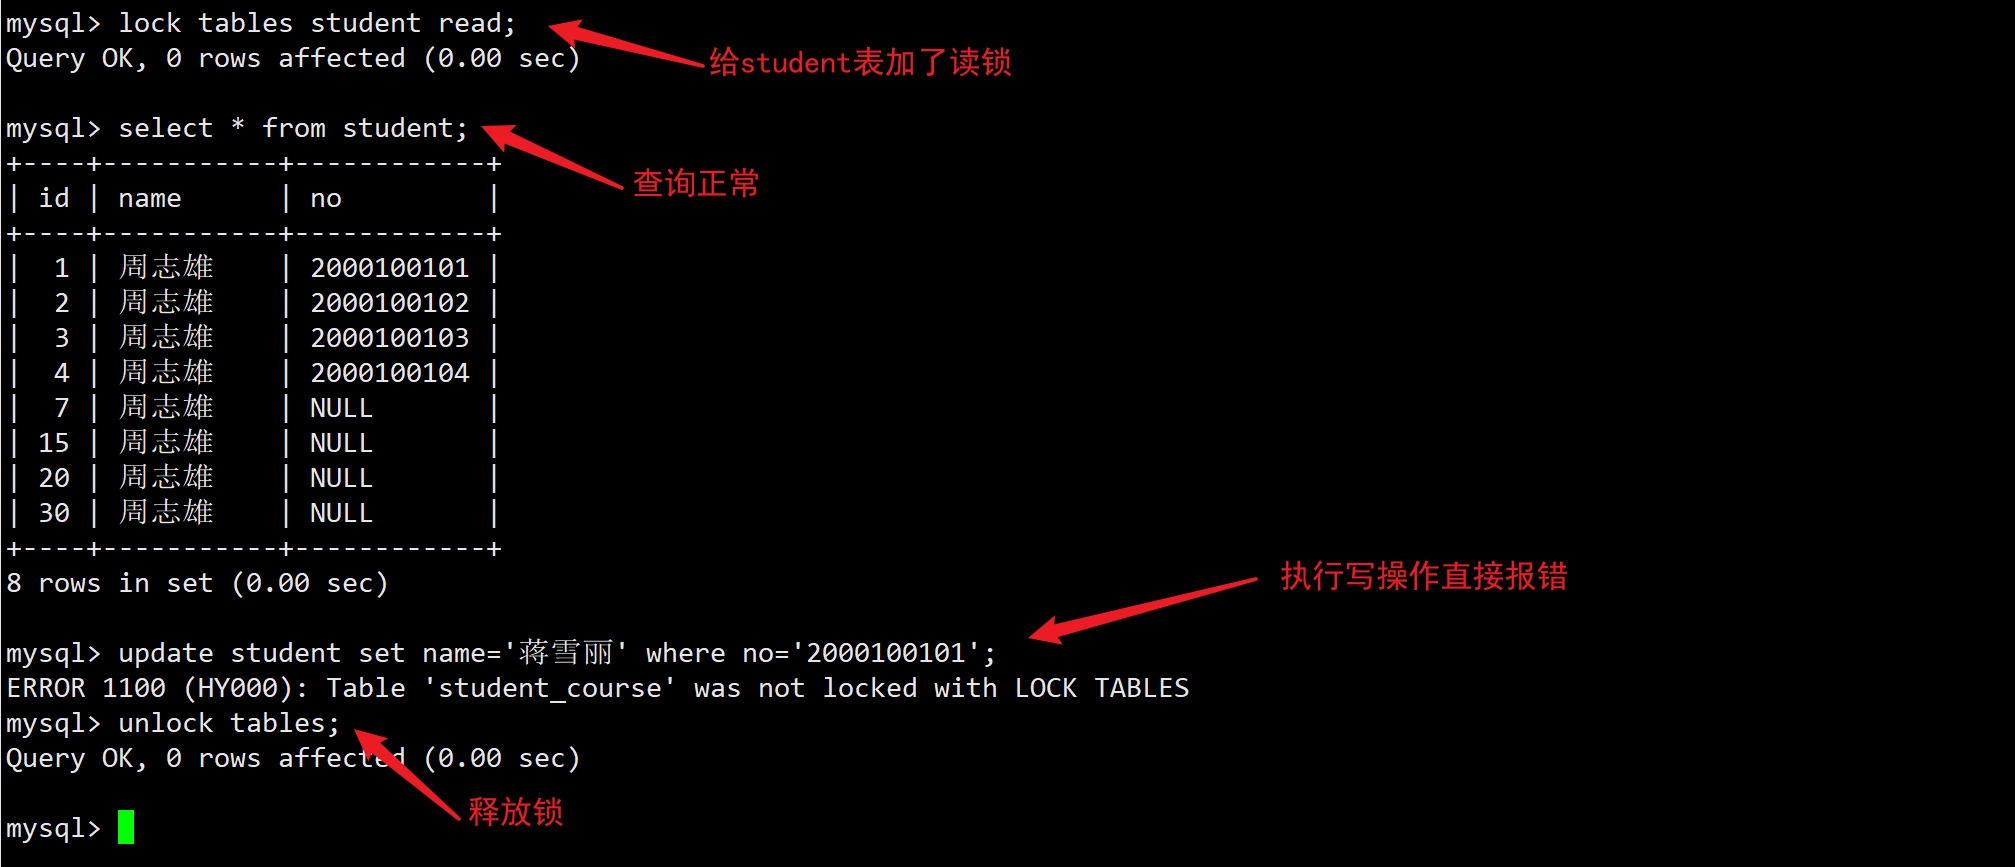 mysql> lock tables student read;
Query OK, 0 rows affected (0.00 sec)
给student表加了读锁
mysql> select * from student;
+----+-----------+------------+
查询正常
| id | name      | no         |
+----+-----------+------------+
|  1 | 周志雄    | 2000100101 |
|  2 | 周志雄    | 2000100102 |
|  3 | 周志雄    | 2000100103 |
|  4 | 周志雄    | 2000100104 |
|  7 | 周志雄    | NULL       |
| 15 | 周志雄    | NULL       |
| 20 | 周志雄    | NULL       |
| 30 | 周志雄    | NULL       |
+----+-----------+------------+
8 rows in set (0.00 sec)
执行写操作直接报错
mysql> update student set name='蒋雪丽' where no='2000100101';
ERROR 1100 (HY000): Table 'student_course' was not locked with LOCK TABLES
mysql> unlock tables;
Query OK, 0 rows affected (0.00 sec)
释放锁
mysql>